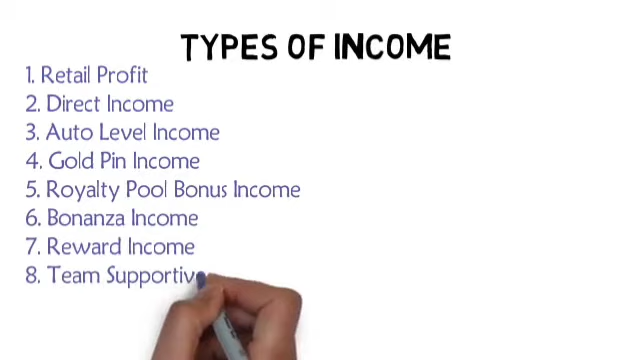 TYPES OF INCOME
1. Retail Profit
2. Direct Income
3. Auto Level Income
4. Gold Pin Income
5. Royalty Pool Bonus Income
6. Bonanza Income
7. Reward Income
8. Team Supportiv